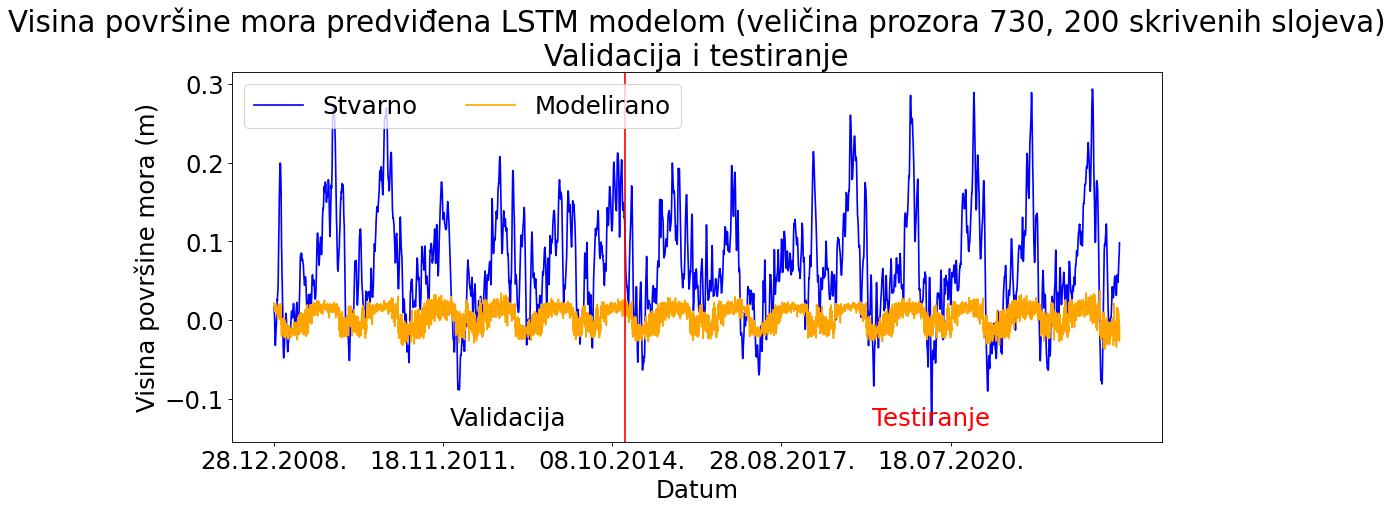 Visina površine mora predviđena LSTM modelom (veličina prozora 730, 200 skrivenih slojeva)
Validacija i testiranje
Stvarno Modelirano
Visina površine mora (m)
0.3
0.2
0.1
0.0
−0.1
Validacija Testiranje
28.12.2008. 18.11.2011. 08.10.2014. 28.08.2017. 18.07.2020.
Datum